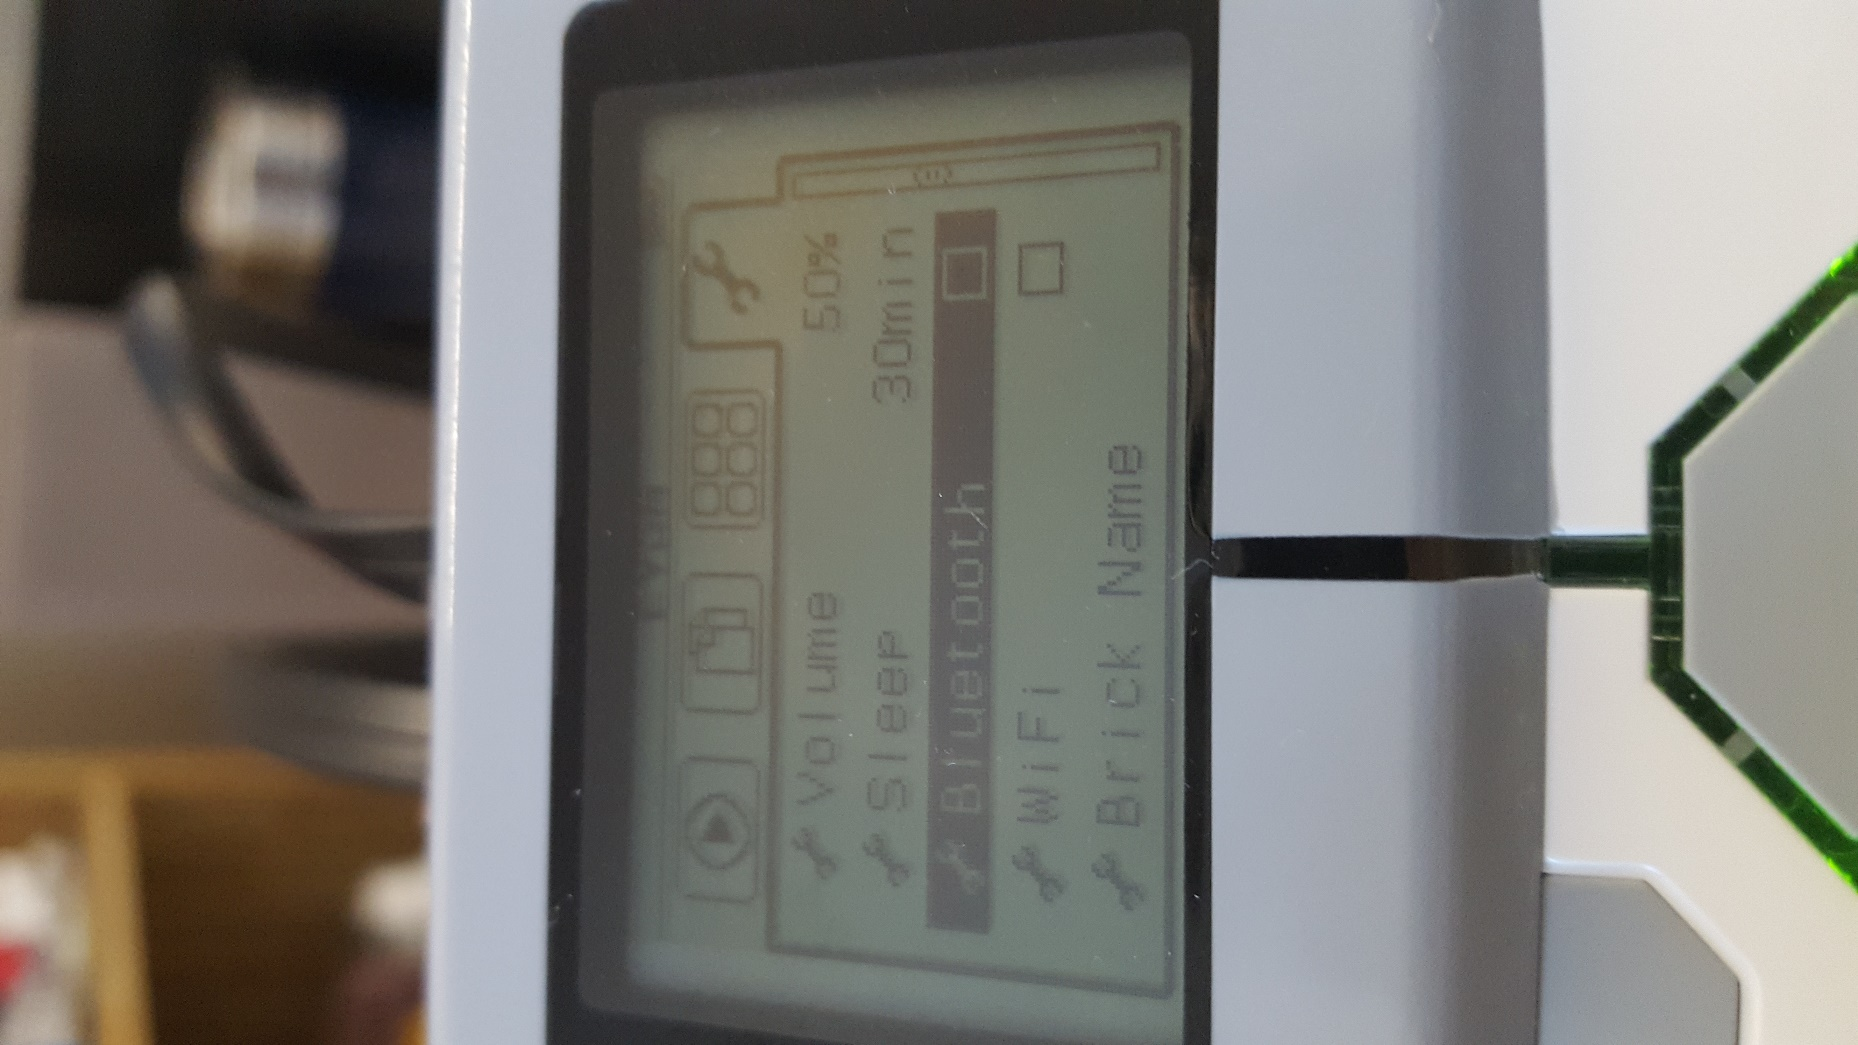 Volume 50%
Sleep 30min
Bluetooth
WiFi
Brick Name